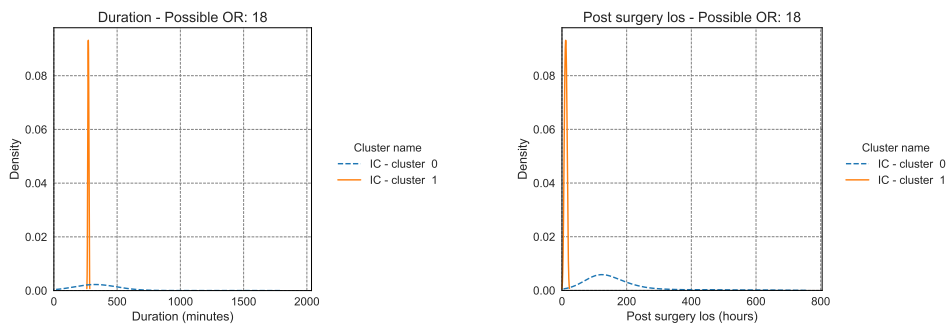 Duration - Possible OR: 18
0.08
0.06
0.04
0.02
0.00
Density
0 500 1000 1500 2000
Duration (minutes)
Cluster name
IC - cluster 0
IC - cluster 1
Post surgery los - Possible OR: 18
0.08
0.06
0.04
0.02
0.00
Density
0 200 400 600 800
Post surgery los (hours)
Cluster name
IC - cluster 0
IC - cluster 1